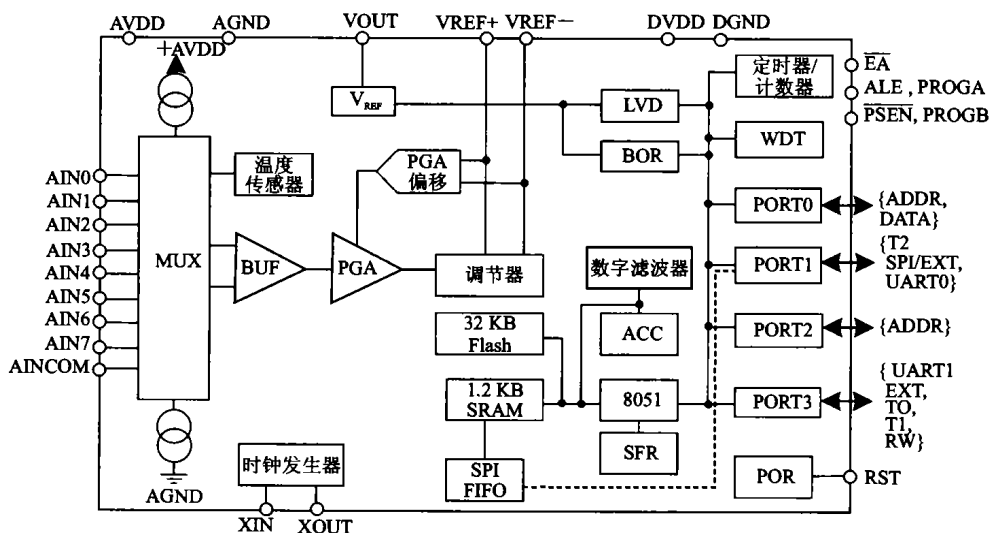 AVDD
AGND
VOUT
VREF+
VREF−
DVDD
DGND
+AVDD
V_REF
LVD
定时器/
计数器
EA
ALE , PROGA
PSEN, PROGB
BOR
WDT
温度
传感器
PGA
偏移
AIN0
AIN1
AIN2
AIN3
AIN4
AIN5
AIN6
AIN7
AINCOM
MUX
BUF
PGA
调节器
数字滤波器
ACC
32 KB
Flash
1.2 KB
SRAM
8051
SFR
SPI
FIFO
PORT0
{ADDR,
DATA}
PORT1
{T2
SPI/EXT,
UART0}
PORT2
{ADDR}
PORT3
{ UART1
EXT,
TO,
T1,
RW}
POR
RST
时钟发生器
AGND
XIN
XOUT